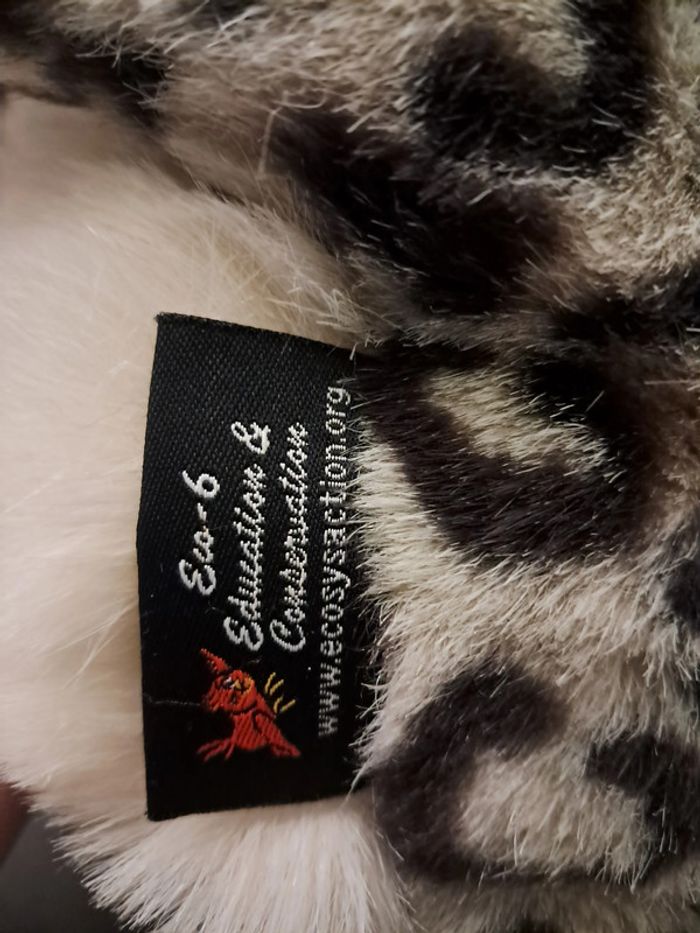 Eco-6
Education &
Conservation
www.ecosysaction.org